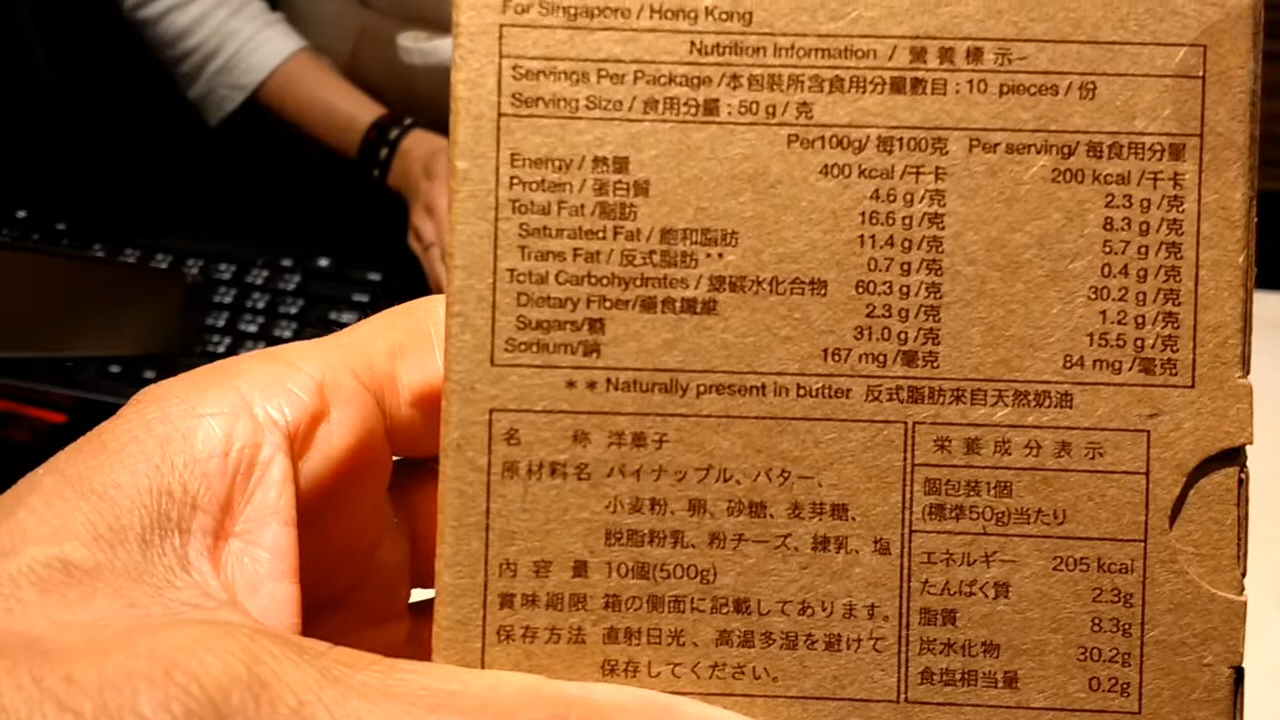 For Singapore / Hong Kong
Nutrition Information / 營養標示
Servings Per Package /本包裝所含食用分量數目 : 10 pieces / 份
Serving Size / 食用分量 : 50 g / 克
Per100g/ 每100克 Per serving/ 每食用分量
Energy / 熱量 400 kcal /千卡 200 kcal /千卡
Protein / 蛋白質 4.6 g /克 2.3 g /克
Total Fat /脂肪 16.6 g /克 8.3 g /克
Saturated Fat / 飽和脂肪 11.4 g /克 5.7 g /克
Trans Fat / 反式脂肪 ** 0.7 g /克 0.4 g /克
Total Carbohydrates / 總碳水化合物 60.3 g /克 30.2 g /克
Dietary Fiber/膳食纖維 2.3 g /克 1.2 g /克
Sugars/糖 31.0 g /克 15.5 g /克
Sodium/鈉 167 mg /毫克 84 mg /毫克
** Naturally present in butter 反式脂肪來自天然奶油
名称 洋菓子
原材料名 パイナップル、バター、
小麦粉、卵、砂糖、麦芽糖、
脱脂粉乳、粉チーズ、練乳、塩
内容量 10個(500g)
賞味期限 箱の側面に記載してあります。
保存方法 直射日光、高温多湿を避けて
保存してください。
栄養成分表示
個包装1個
(標準50g)当たり
エネルギー 205 kcal
たんぱく質 2.3g
脂質 8.3g
炭水化物 30.2g
食塩相当量 0.2g